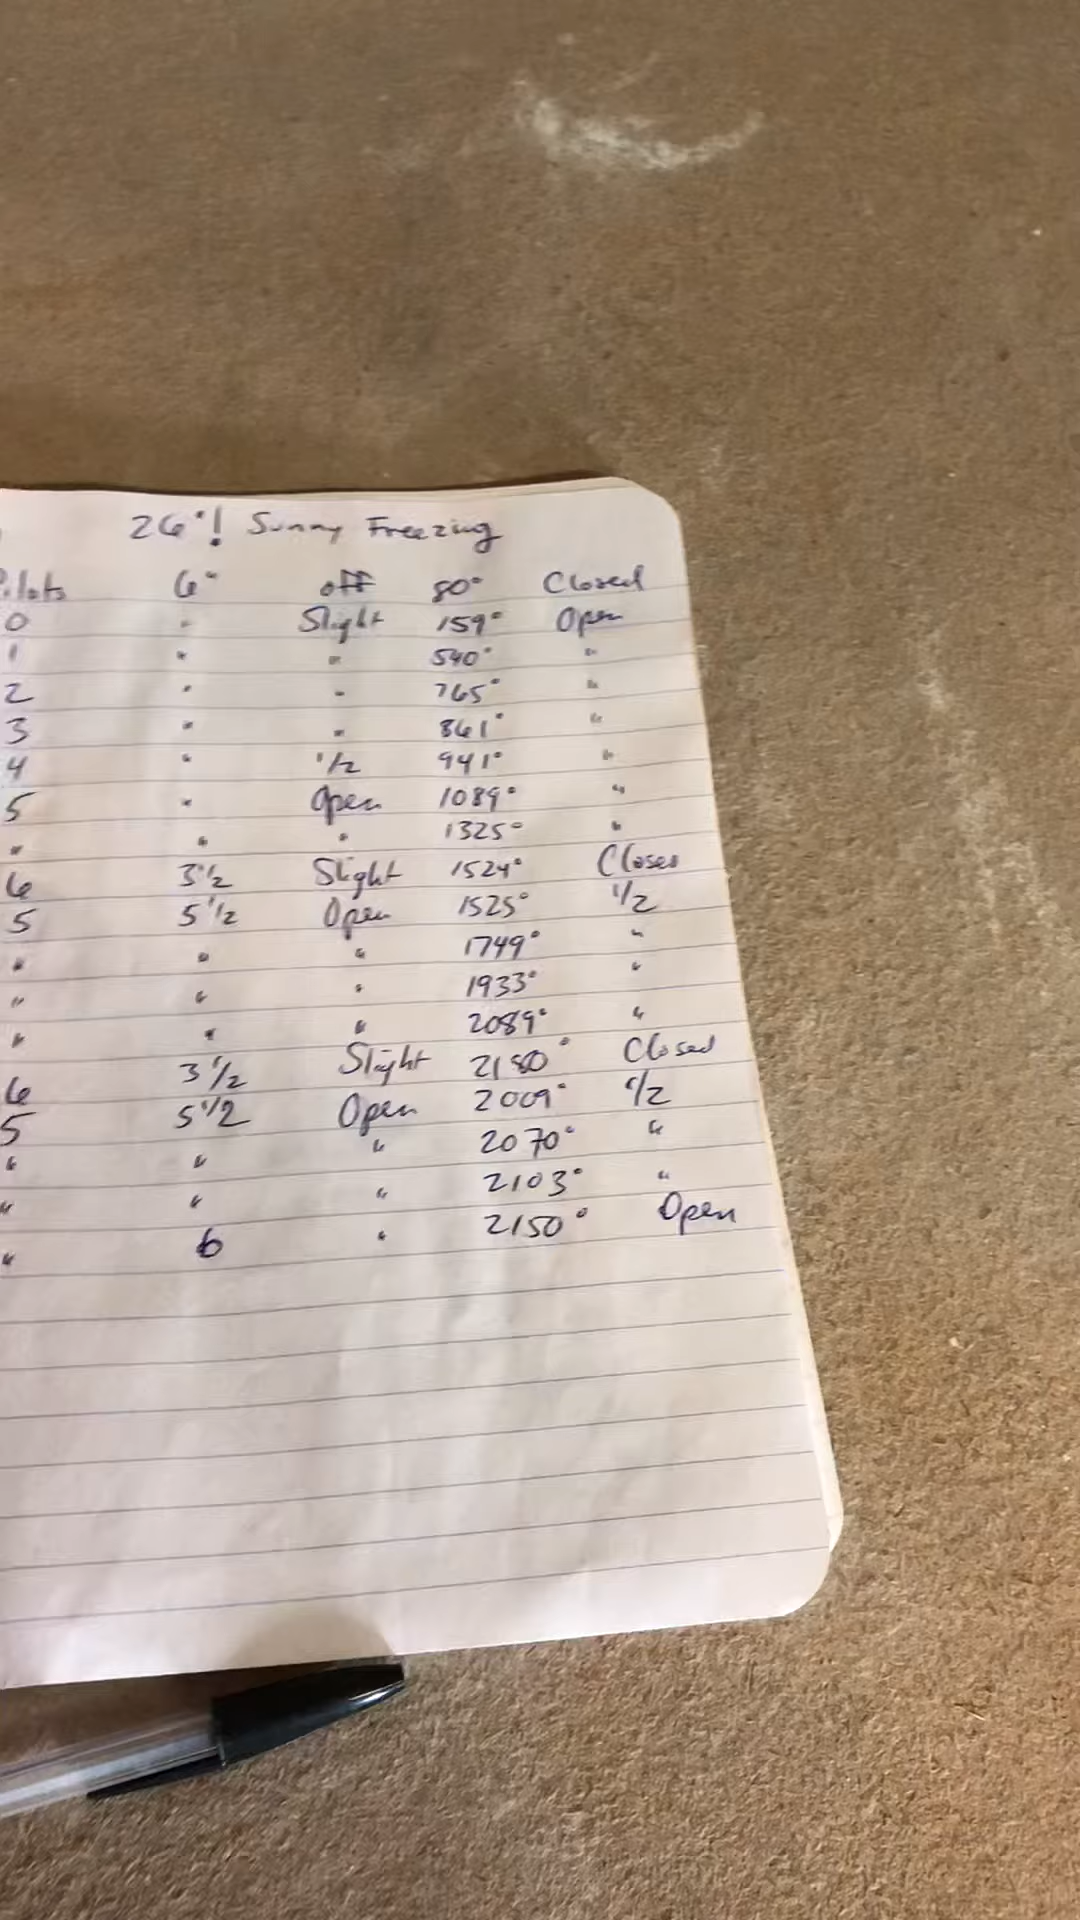 26°! Sunny Freezing
Pilots 6" off 80° Closed
0 " Slight 159° Open
1 " " 540° "
2 " " 765° "
3 " " 861° "
4 " 1/2 941° "
5 " Open 1089° "
" " " 1325° "
6 3 1/2 Slight 1524° Closed
5 5 1/2 Open 1525° 1/2
" " " 1749° "
" " " 1933° "
" " " 2089° "
6 3 1/2 Slight 2180° Closed
5 5 1/2 Open 2009° 1/2
" " " 2070° "
" " " 2103° "
" 6 " 2150° Open